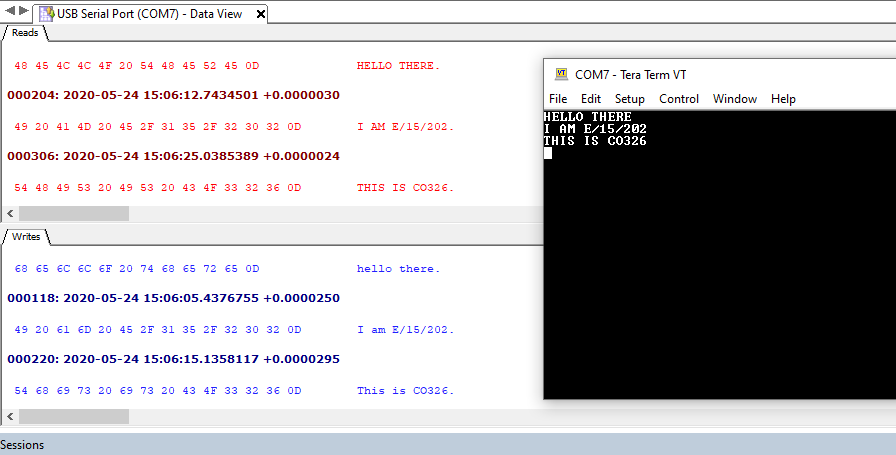 USB Serial Port (COM7) - Data View
Reads
48 45 4C 4C 4F 20 54 48 45 52 45 0D HELLO THERE.
000204: 2020-05-24 15:06:12.7434501 +0.0000030
49 20 41 4D 20 45 2F 31 35 2F 32 30 32 0D I AM E/15/202.
000306: 2020-05-24 15:06:25.0385389 +0.0000024
54 48 49 53 20 49 53 20 43 4F 33 32 36 0D THIS IS CO326.
Writes
68 65 6C 6C 6F 20 74 68 65 72 65 0D hello there.
000118: 2020-05-24 15:06:05.4376755 +0.0000250
49 20 61 6D 20 45 2F 31 35 2F 32 30 32 0D I am E/15/202.
000220: 2020-05-24 15:06:15.1358117 +0.0000295
54 68 69 73 20 69 73 20 43 4F 33 32 36 0D This is CO326.
Sessions
VT COM7 - Tera Term VT
File Edit Setup Control Window Help
HELLO THERE
I AM E/15/202
THIS IS CO326